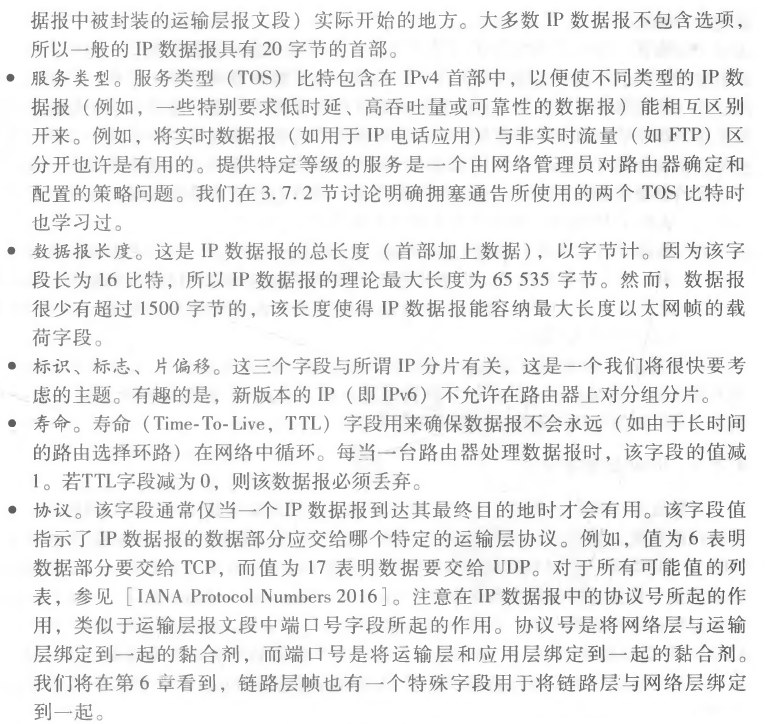 据报中被封装的运输层报文段）实际开始的地方。大多数 IP 数据报不包含选项，
所以一般的 IP 数据报具有 20 字节的首部。
● 服务类型。服务类型（TOS）比特包含在 IPv4 首部中，以便使不同类型的 IP 数
据报（例如，一些特别要求低时延、高吞吐量或可靠性的数据报）能相互区别
开来。例如，将实时数据报（如用于 IP 电话应用）与非实时流量（如 FTP）区
分开也许是有用的。提供特定等级的服务是一个由网络管理员对路由器确定和
配置的策略问题。我们在 3.7.2 节讨论明确拥塞通告所使用的两个 TOS 比特时
也学习过。
● 数据报长度。这是 IP 数据报的总长度（首部加上数据），以字节计。因为该字
段长为 16 比特，所以 IP 数据报的理论最大长度为 65 535 字节。然而，数据报
很少有超过 1500 字节的，该长度使得 IP 数据报能容纳最大长度以太网帧的载
荷字段。
● 标识、标志、片偏移。这三个字段与所谓 IP 分片有关，这是一个我们将很快要考
虑的主题。有趣的是，新版本的 IP（即 IPv6）不允许在路由器上对分组分片。
● 寿命。寿命（Time-To-Live，TTL）字段用来确保数据报不会永远（如由于长时间
的路由选择环路）在网络中循环。每当一台路由器处理数据报时，该字段的值减
1。若TTL字段减为 0，则该数据报必须丢弃。
● 协议。该字段通常仅当一个 IP 数据报到达其最终目的地时才会有用。该字段值
指示了 IP 数据报的数据部分应交给哪个特定的运输层协议。例如，值为 6 表明
数据部分要交给 TCP，而值为 17 表明数据要交给 UDP。对于所有可能值的列
表，参见［IANA Protocol Numbers 2016］。注意在 IP 数据报中的协议号所起的作
用，类似于运输层报文段中端口号字段所起的作用。协议号是将网络层与运输
层绑定到一起的黏合剂，而端口号是将运输层和应用层绑定到一起的黏合剂。
我们将在第 6 章看到，链路层帧也有一个特殊字段用于将链路层与网络层绑定
到一起。